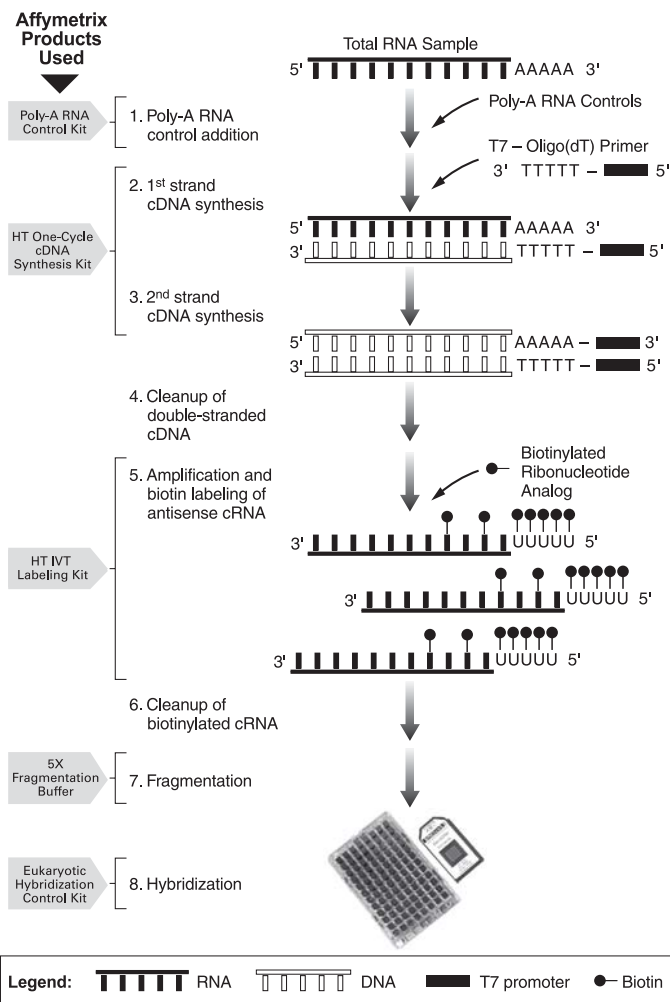 Affymetrix
Products
Used
Total RNA Sample
5' AAAAA 3'
Poly-A RNA
Control Kit
1. Poly-A RNA
control addition
Poly-A RNA Controls
T7 – Oligo(dT) Primer
3' TTTTT – 5'
HT One-Cycle
cDNA
Synthesis Kit
2. 1st strand
cDNA synthesis
5' AAAAA 3'
3' TTTTT – 5'
3. 2nd strand
cDNA synthesis
5' AAAAA – 3'
3' TTTTT – 5'
4. Cleanup of
double-stranded
cDNA
HT IVT
Labeling Kit
5. Amplification and
biotin labeling of
antisense cRNA
Biotinylated
Ribonucleotide
Analog
3' UUUUU 5'
3' UUUUU 5'
3' UUUUU 5'
6. Cleanup of
biotinylated cRNA
5X
Fragmentation
Buffer
7. Fragmentation
Eukaryotic
Hybridization
Control Kit
8. Hybridization
Legend: RNA DNA T7 promoter Biotin